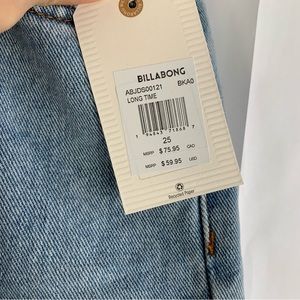 BILLABONG
ABJDS00121 BKA0
LONG TIME
25
MSRP $75.95 CAD
MSRP $59.95 USD
Recycled Paper